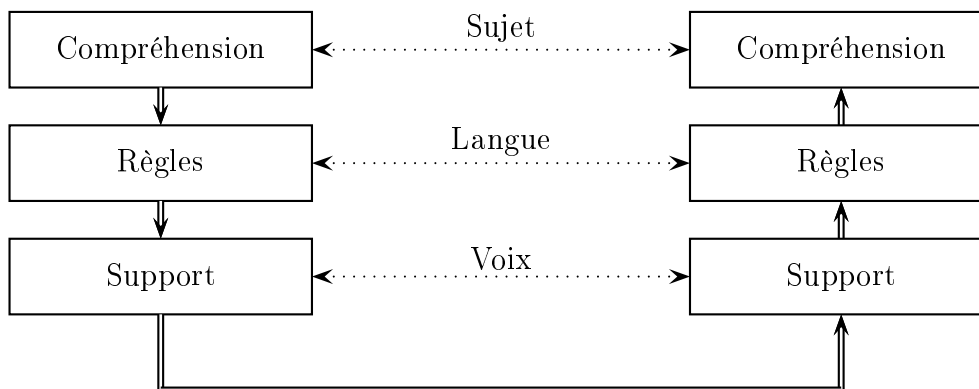 Sujet
Compréhension
Compréhension
Langue
Règles
Règles
Voix
Support
Support